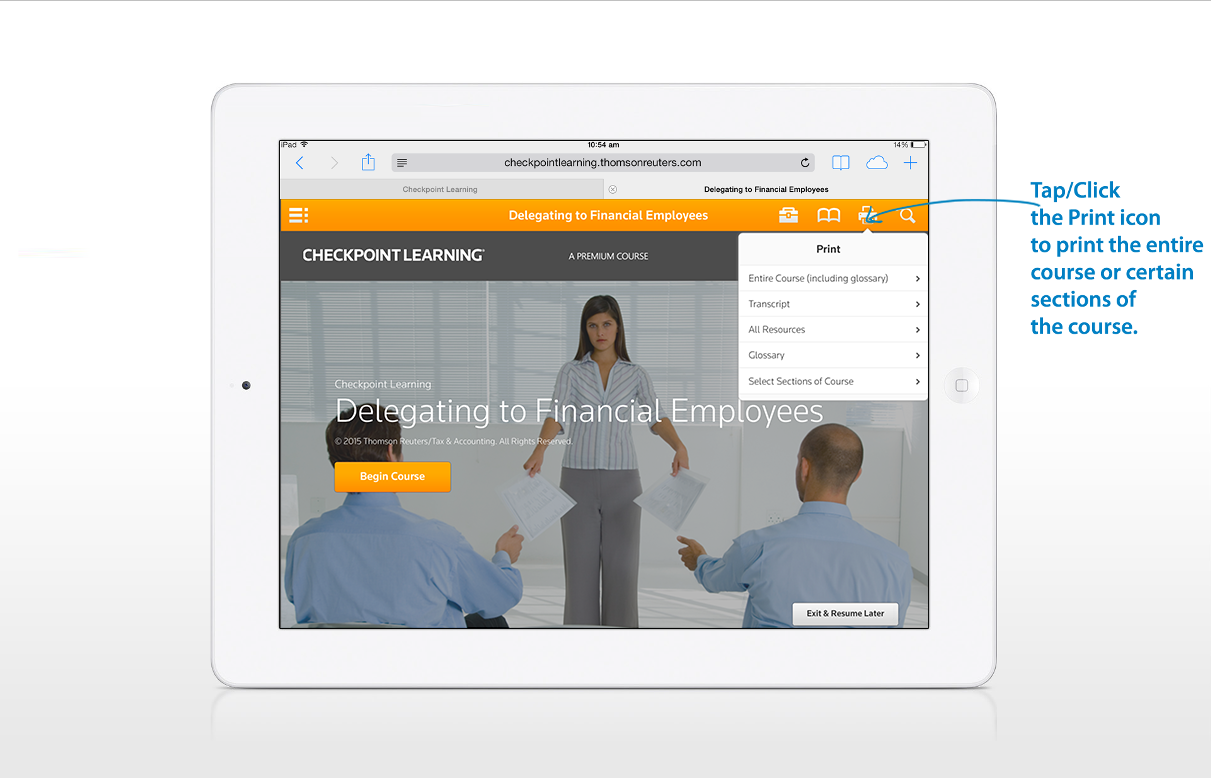 iPad 10:54 am 14%
checkpointlearning.thomsonreuters.com
Checkpoint Learning Delegating to Financial Employees
Delegating to Financial Employees
CHECKPOINT LEARNING A PREMIUM COURSE
Print
Entire Course (including glossary)
Transcript
All Resources
Glossary
Select Sections of Course
Checkpoint Learning
Delegating to Financial Employees
© 2015 Thomson Reuters/Tax & Accounting. All Rights Reserved.
Begin Course
Exit & Resume Later
Tap/Click
the Print icon
to print the entire
course or certain
sections of
the course.